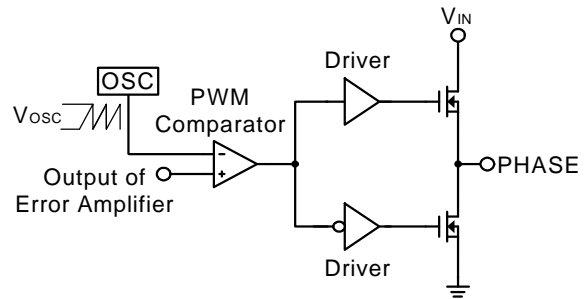 VIN
Driver
OSC
PWM
Comparator
VOSC
-
+
Output of
Error Amplifier
PHASE
Driver